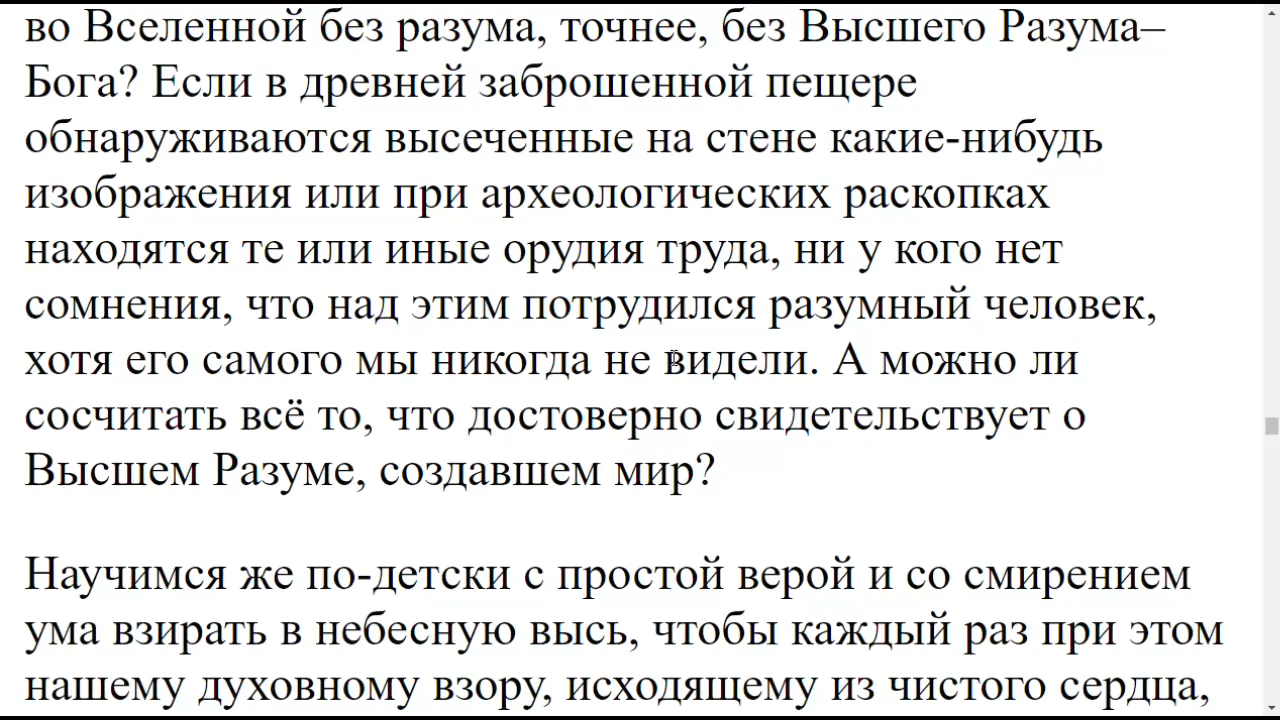 во Вселенной без разума, точнее, без Высшего Разума–
Бога? Если в древней заброшенной пещере
обнаруживаются высеченные на стене какие-нибудь
изображения или при археологических раскопках
находятся те или иные орудия труда, ни у кого нет
сомнения, что над этим потрудился разумный человек,
хотя его самого мы никогда не видели. А можно ли
сосчитать всё то, что достоверно свидетельствует о
Высшем Разуме, создавшем мир?
Научимся же по-детски с простой верой и со смирением
ума взирать в небесную высь, чтобы каждый раз при этом
нашему духовному взору, исходящему из чистого сердца,